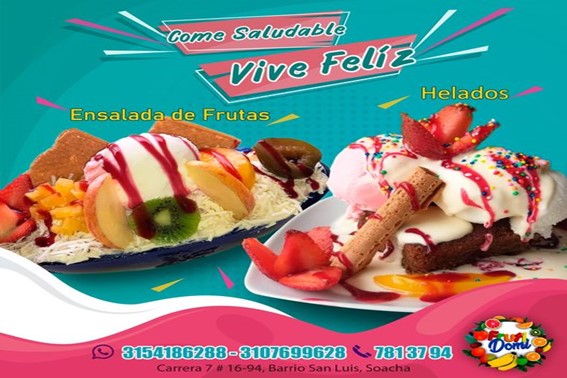 Come Saludable
Vive Felíz
Helados
Ensalada de Frutas
3154186288 - 3107699628 781 37 94
Carrera 7 # 16-94, Barrio San Luis, Soacha
Fruti
Domi